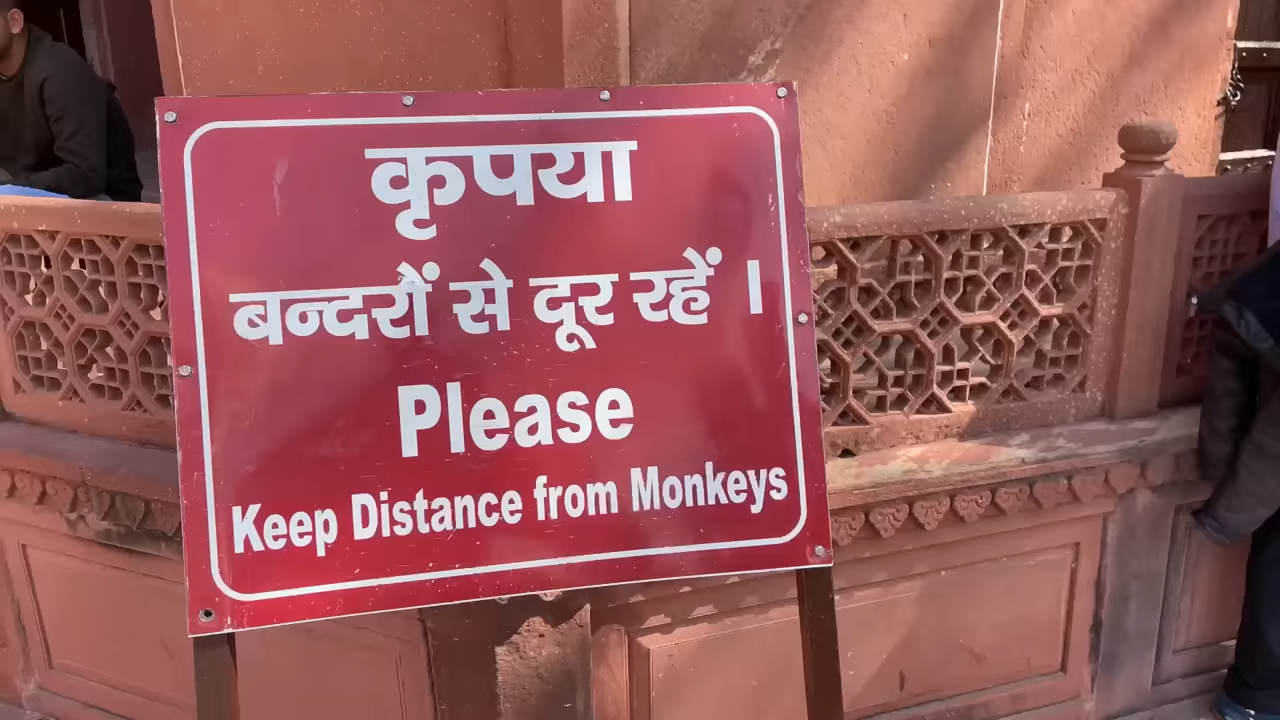 कृपया
बन्दरों से दूर रहें ।
Please
Keep Distance from Monkeys